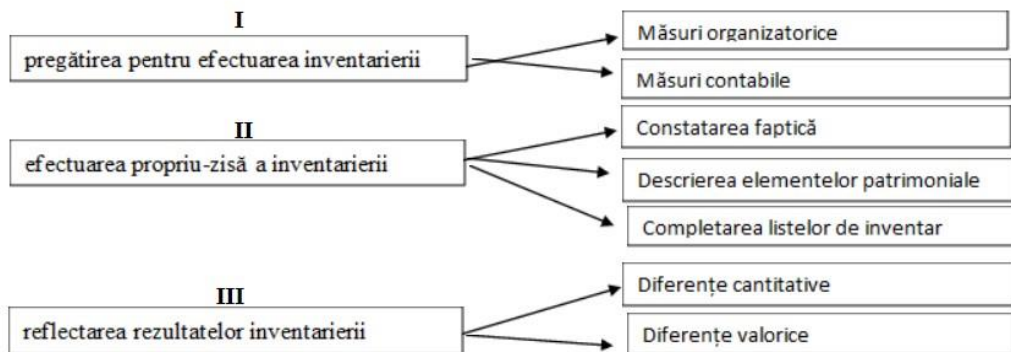 I
pregătirea pentru efectuarea inventarierii
Măsuri organizatorice
Măsuri contabile
II
efectuarea propriu-zisă a inventarierii
Constatarea faptică
Descrierea elementelor patrimoniale
Completarea listelor de inventar
III
reflectarea rezultatelor inventarierii
Diferențe cantitative
Diferențe valorice